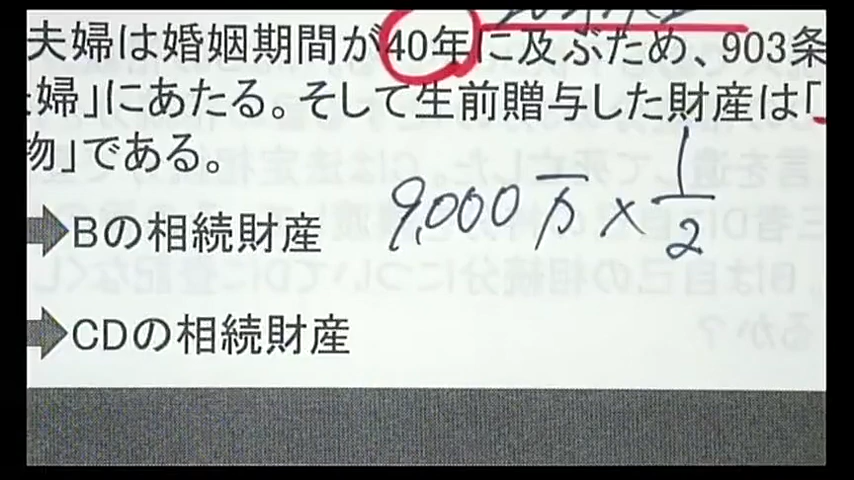 夫婦は婚姻期間が40年に及ぶため、903条
婦」にあたる。そして生前贈与した財産は「
物」である。
9,000万×1/2
Bの相続財産
CDの相続財産